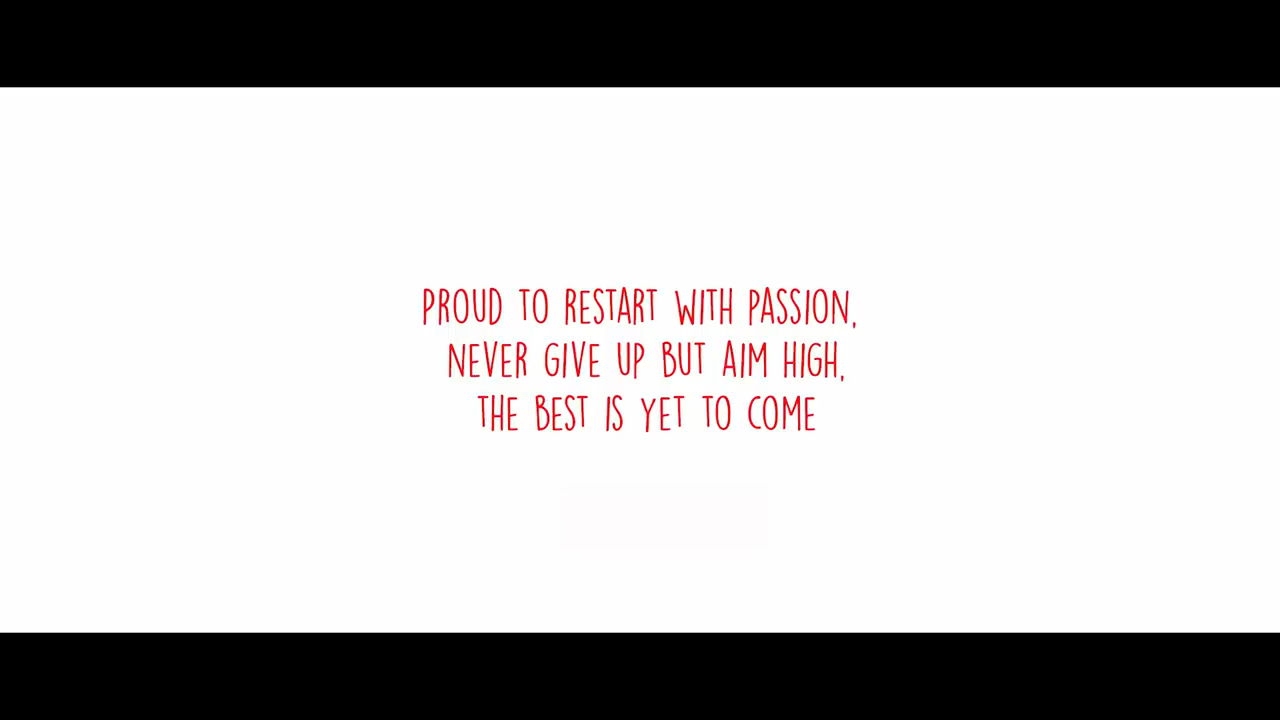 PROUD TO RESTART WITH PASSION,
NEVER GIVE UP BUT AIM HIGH,
THE BEST IS YET TO COME